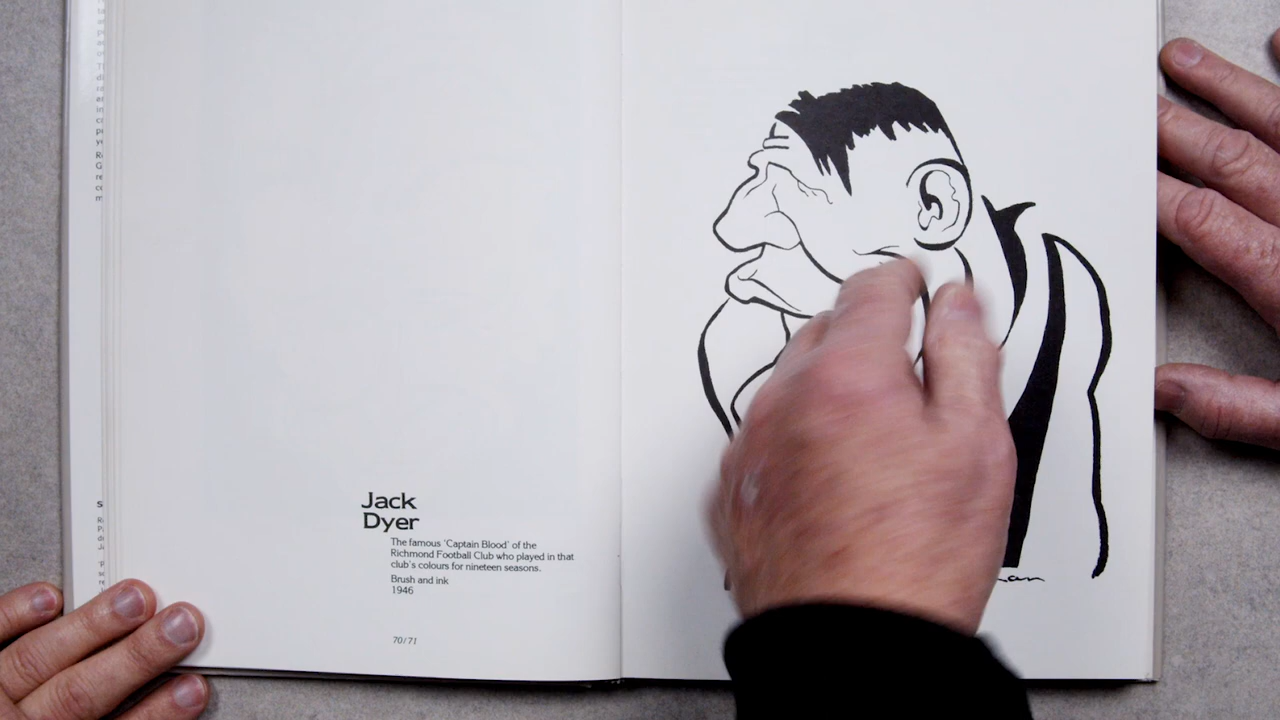 Jack
Dyer
The famous 'Captain Blood' of the
Richmond Football Club who played in that
club's colours for nineteen seasons.
Brush and ink
1946
70/71